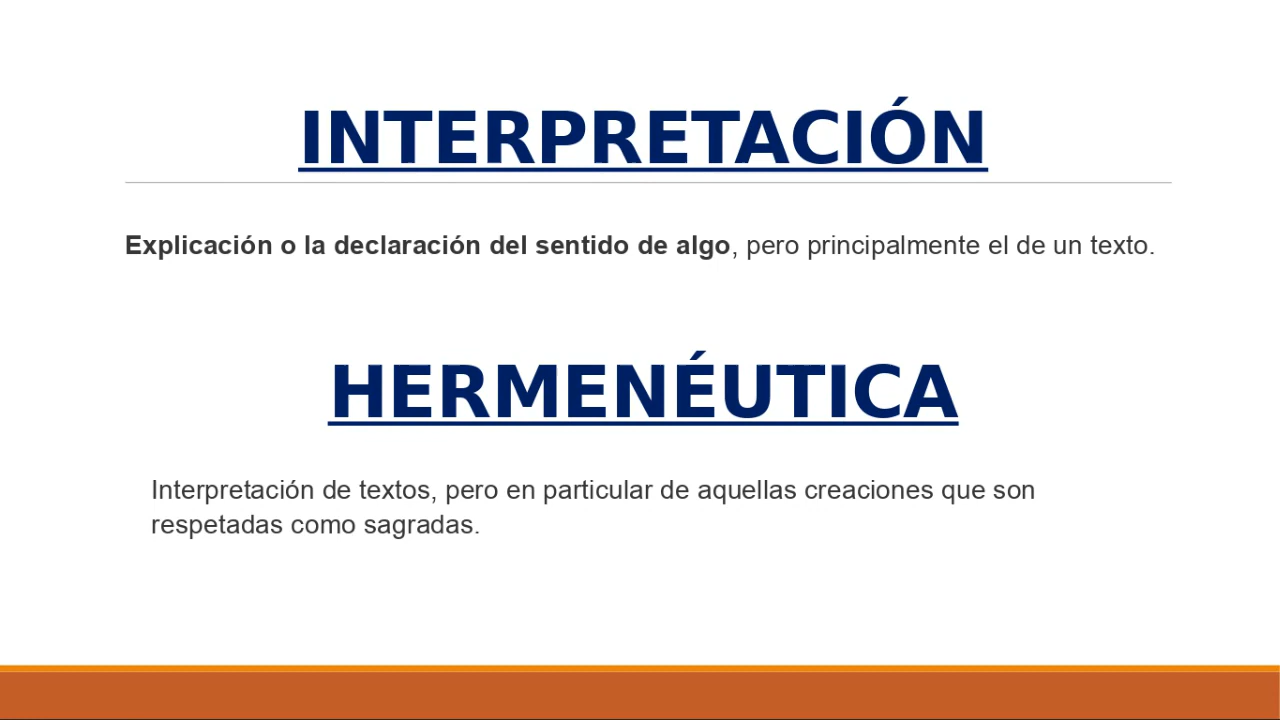 INTERPRETACIÓN
Explicación o la declaración del sentido de algo, pero principalmente el de un texto.
HERMENÉUTICA
Interpretación de textos, pero en particular de aquellas creaciones que son
respetadas como sagradas.